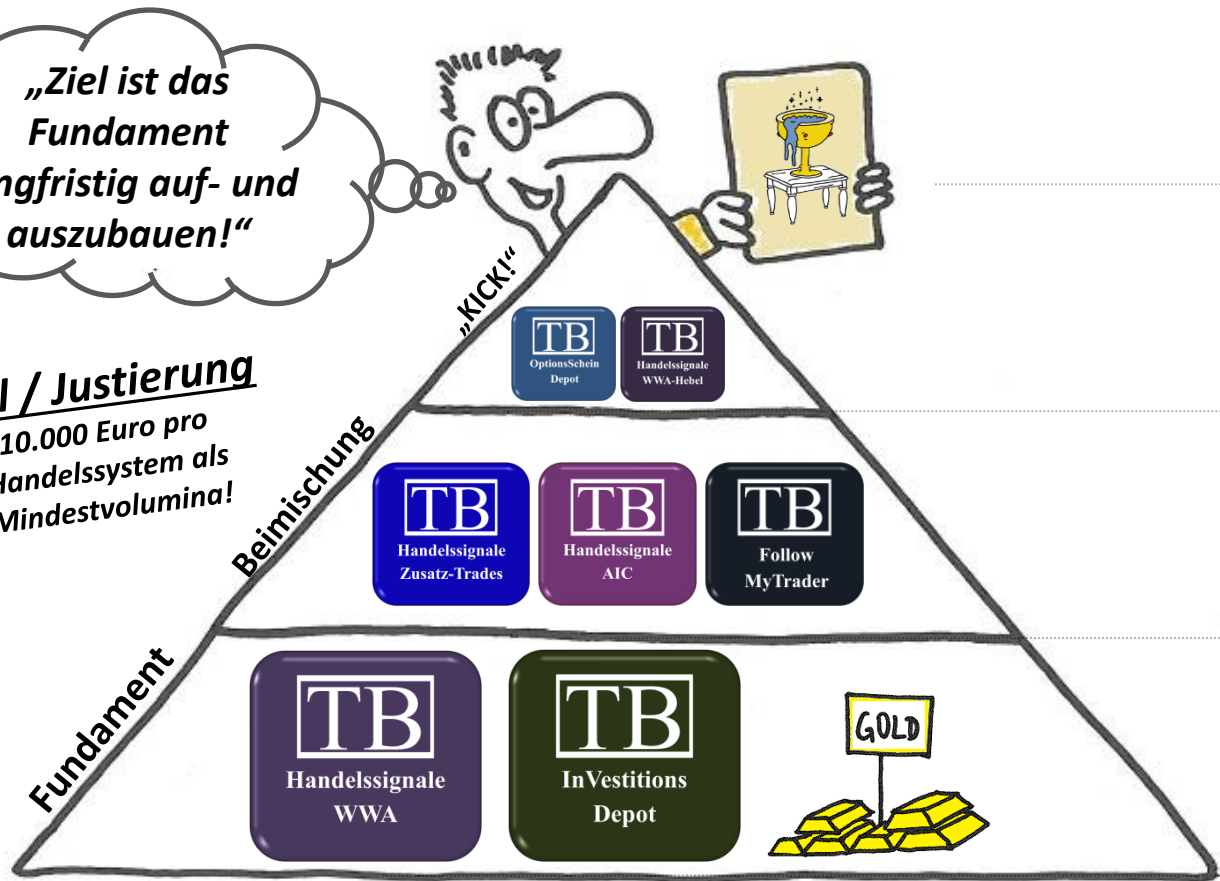 „Ziel ist das
Fundament
ngfristig auf- und
auszubauen!“
/ Justierung
10.000 Euro pro
Handelssystem als
Mindestvolumina!
„KICK!“
TB
OptionsSchein
Depot
TB
Handelssignale
WWA-Hebel
Beimischung
TB
Handelssignale
Zusatz-Trades
TB
Handelssignale
AIC
TB
Follow
MyTrader
Fundament
TB
Handelssignale
WWA
TB
InVestitions
Depot
GOLD